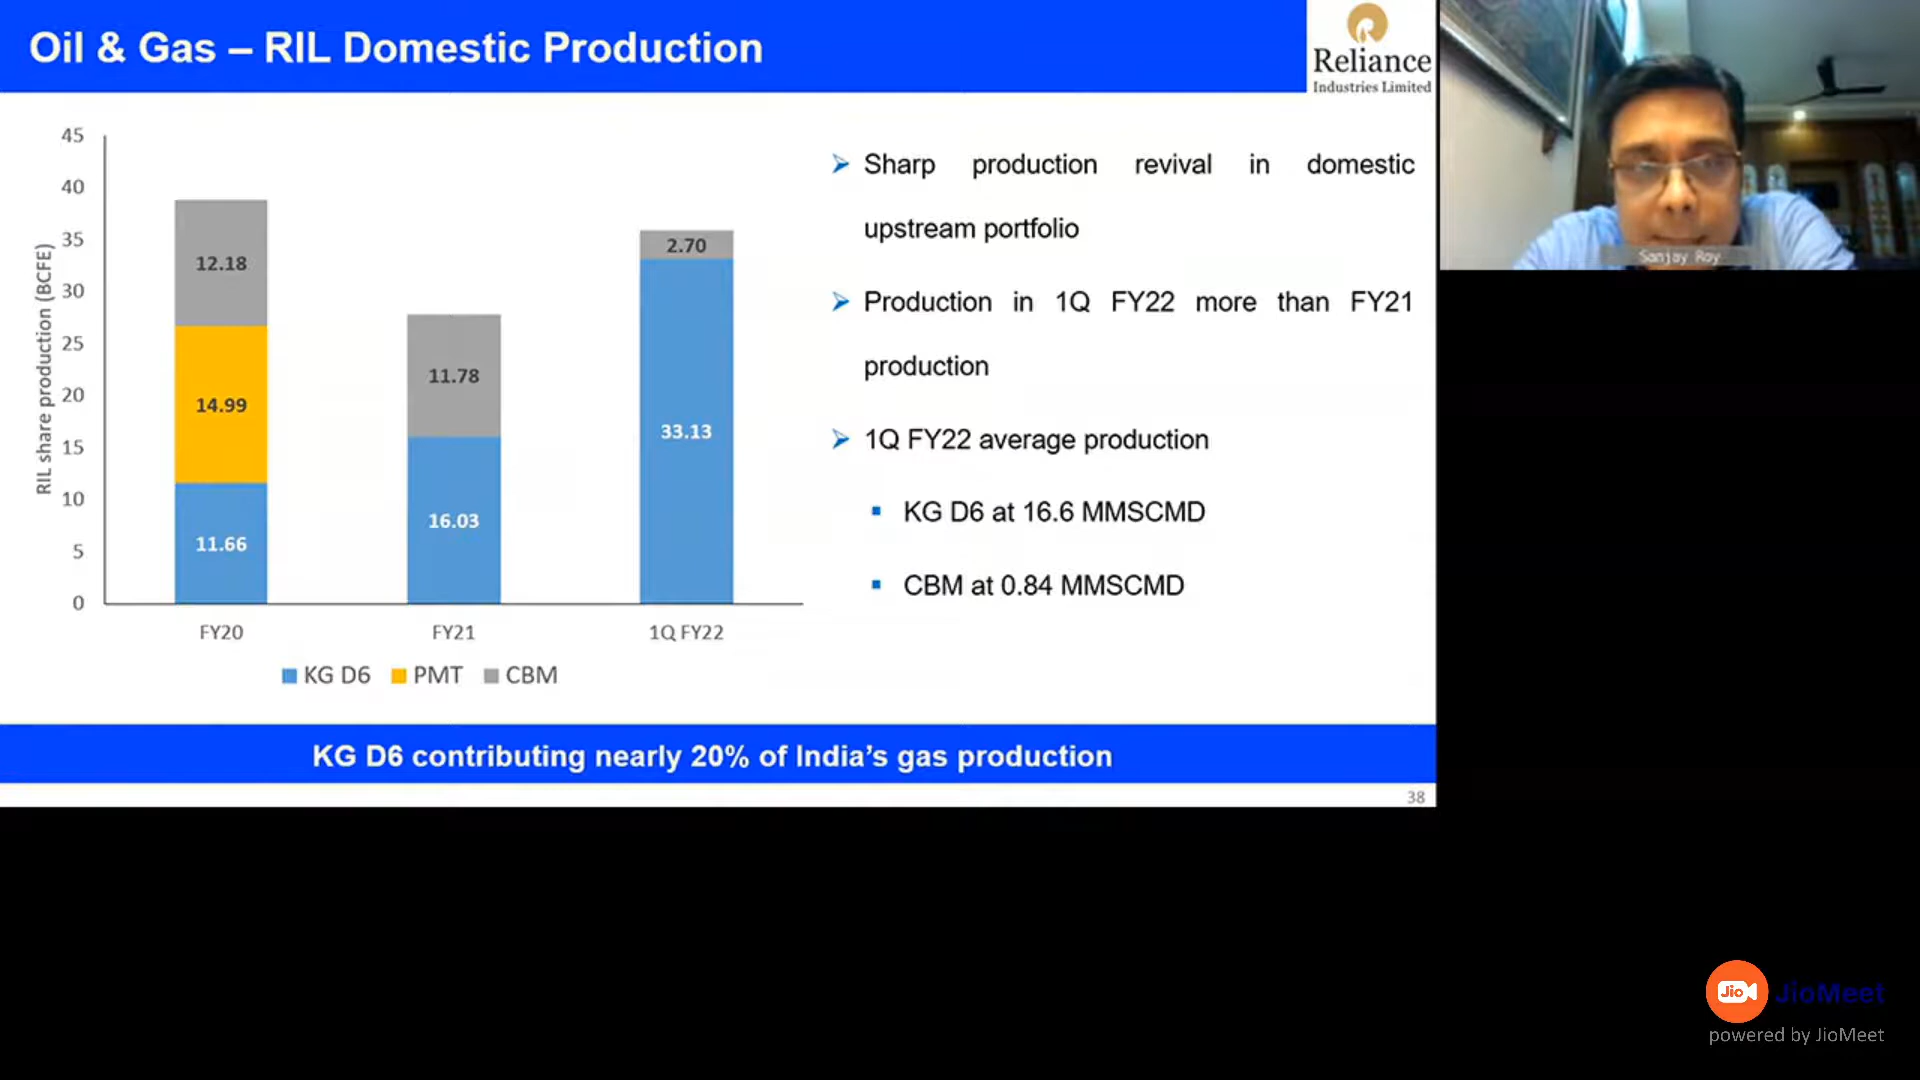 Oil & Gas – RIL Domestic Production
Reliance
Industries Limited
Sanjay Roy
RIL share production (BCFE)
45
40
35
30
25
20
15
10
5
0
12.18
14.99
11.66
11.78
16.03
2.70
33.13
FY20
FY21
1Q FY22
KG D6
PMT
CBM
Sharp production revival in domestic
upstream portfolio
Production in 1Q FY22 more than FY21
production
1Q FY22 average production
KG D6 at 16.6 MMSCMD
CBM at 0.84 MMSCMD
KG D6 contributing nearly 20% of India’s gas production
38
Jio
JioMeet
powered by JioMeet